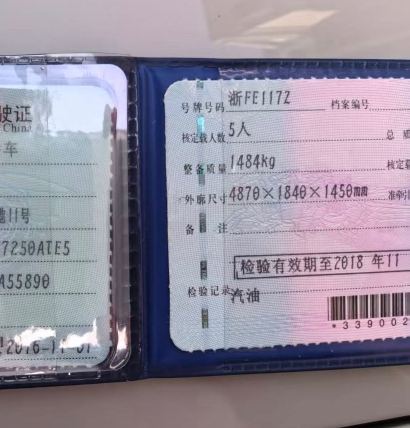 驶证
China
车
11号
7250ATE5
A55890
2016-11-01
号牌号码 浙FE117Z 档案编号
核定载人数 5人 总质
整备质量 1484kg 核定
外廓尺寸 4870×1840×1450mm 准牵引
备注
检验有效期至2018 年11
检验记录 汽油
*339002